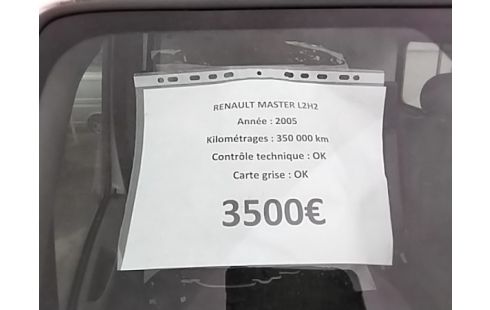 RENAULT MASTER L2H2
Année : 2005
Kilométrages : 350 000 km
Contrôle technique : OK
Carte grise : OK
3500€